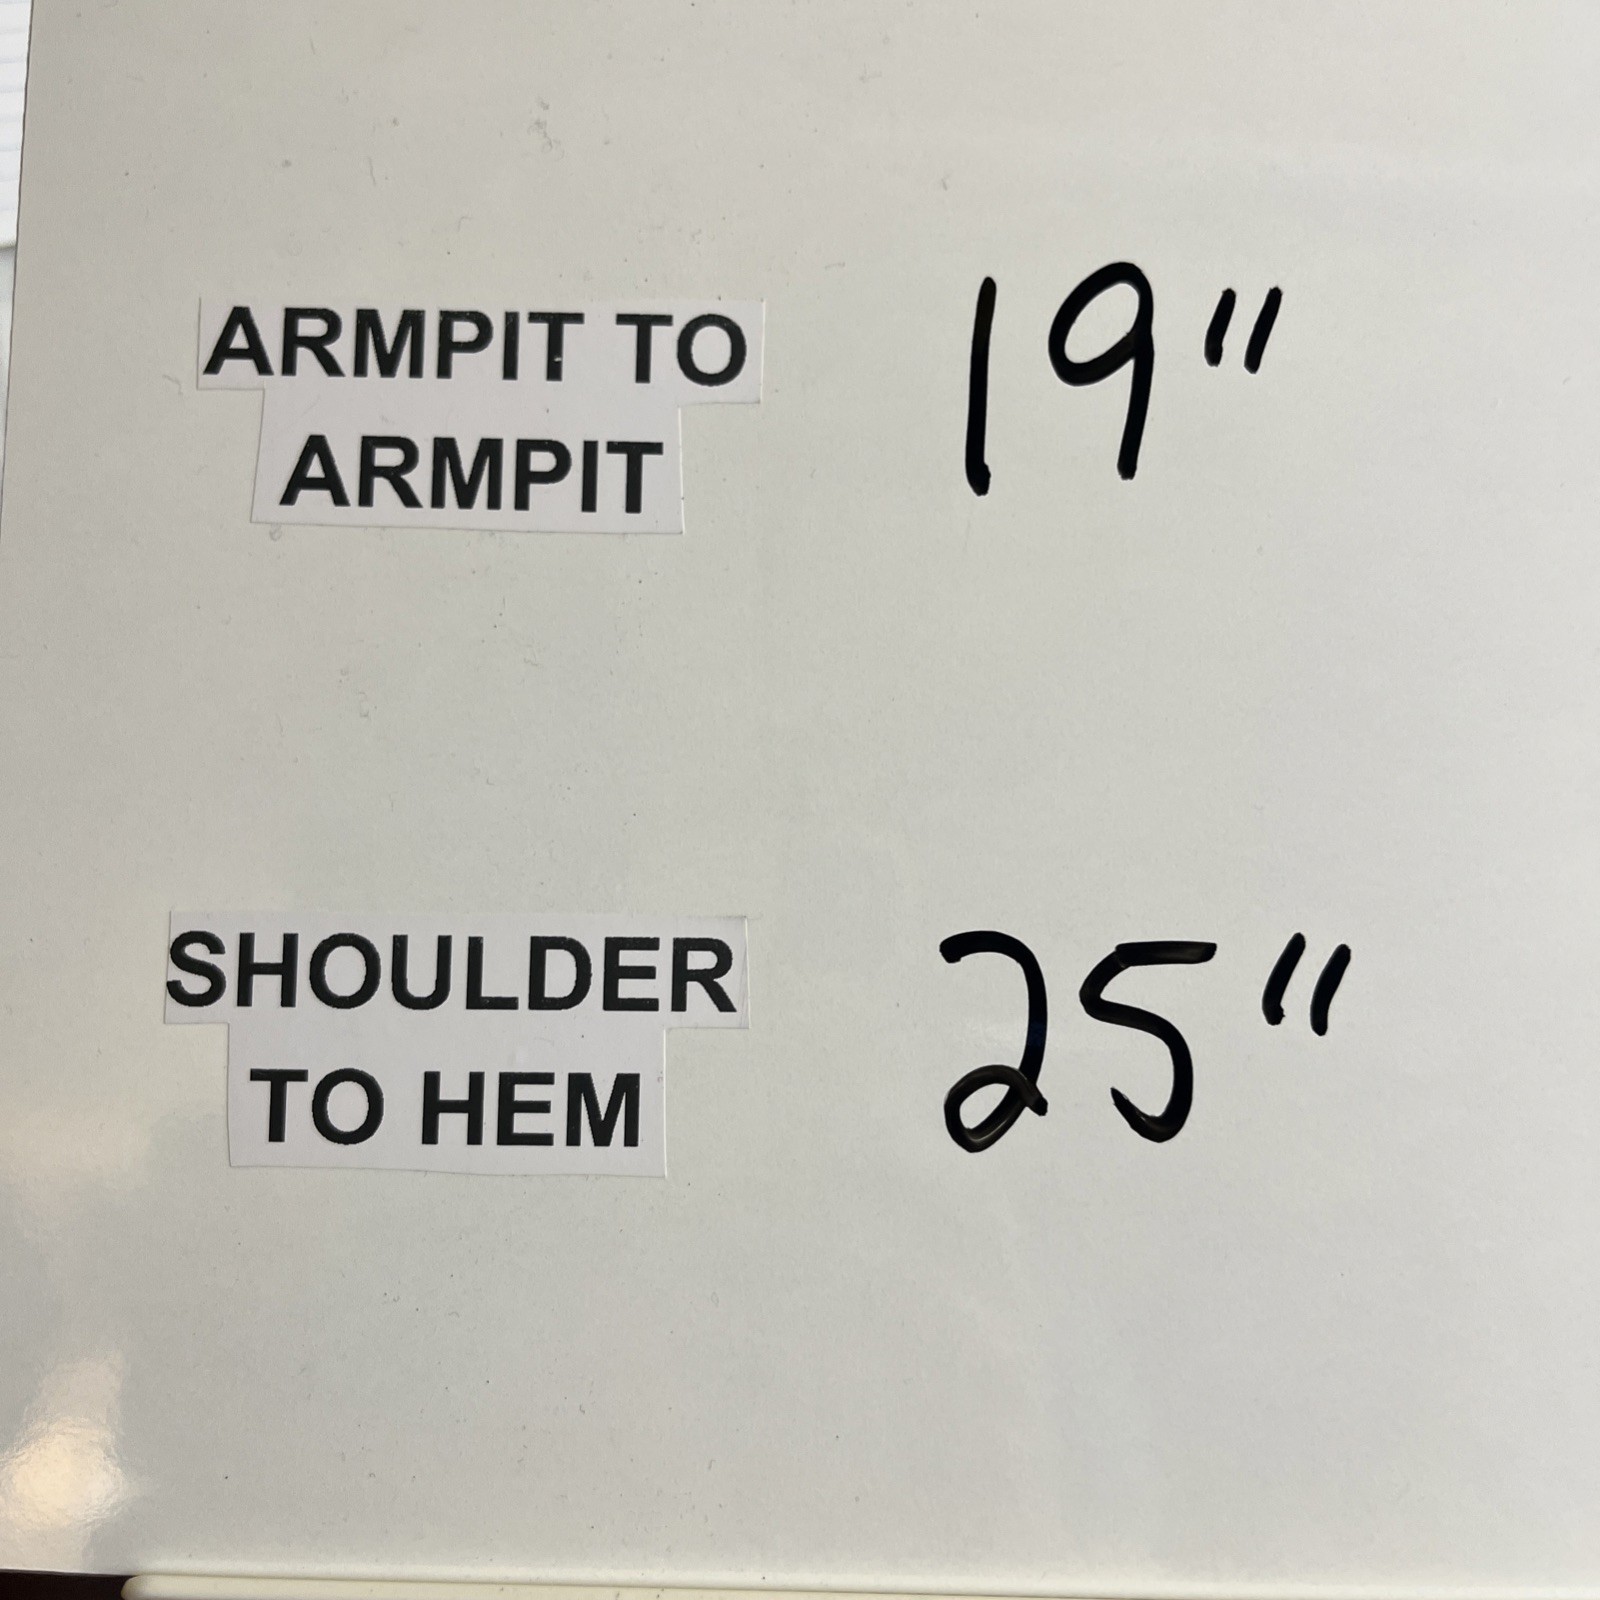 ARMPIT TO 19"
ARMPIT
SHOULDER 25"
TO HEM